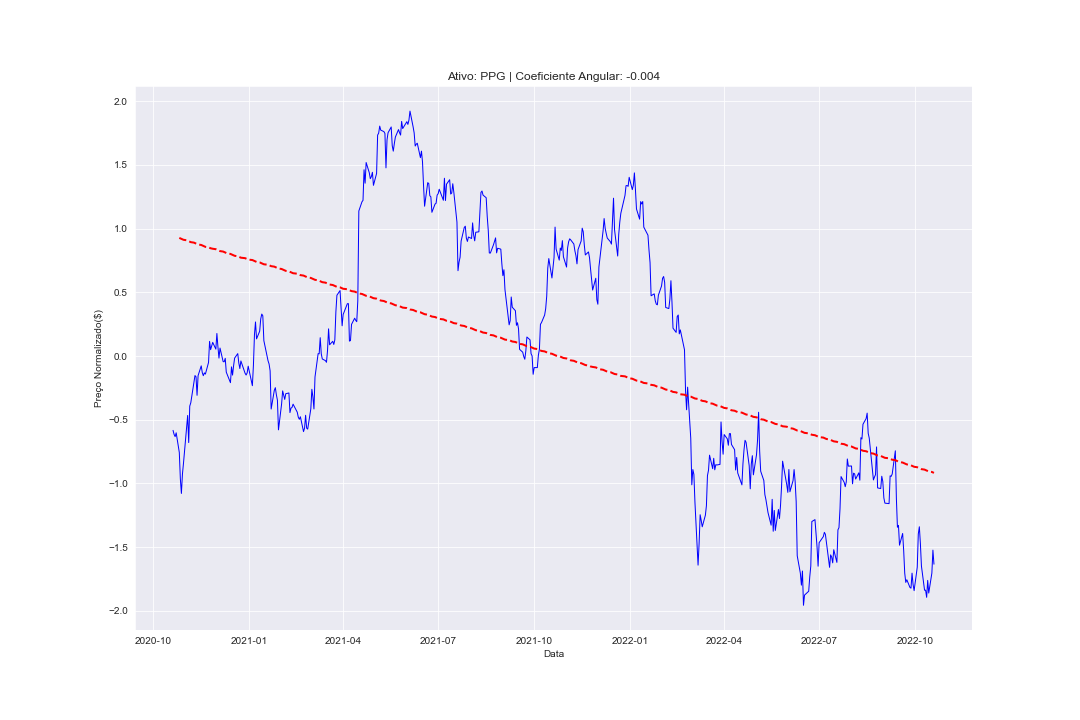 Ativo: PPG | Coeficiente Angular: -0.004
Preço Normalizado($)
2.0
1.5
1.0
0.5
0.0
−0.5
−1.0
−1.5
−2.0
2020-10 2021-01 2021-04 2021-07 2021-10 2022-01 2022-04 2022-07 2022-10
Data